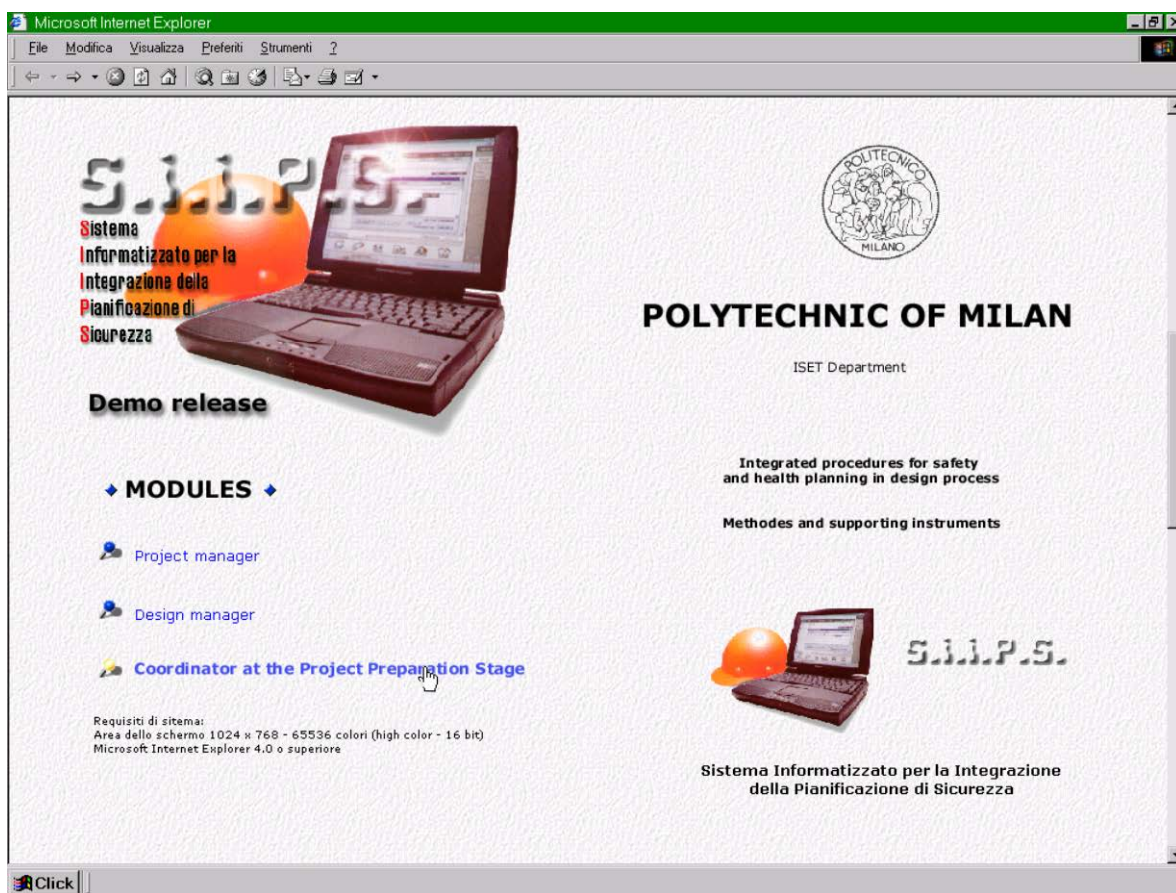 Microsoft Internet Explorer
File Modifica Visualizza Preferiti Strumenti ?
S.i.i.P.S.
Sistema
Informatizzato per la
Integrazione della
Pianificazione di
Sicurezza
Demo release
MODULES
Project manager
Design manager
Coordinator at the Project Preparation Stage
Requisiti di sitema:
Area dello schermo 1024 x 768 - 65536 colori (high color - 16 bit)
Microsoft Internet Explorer 4.0 o superiore
POLITECNICO
MILANO
POLYTECHNIC OF MILAN
ISET Department
Integrated procedures for safety
and health planning in design process
Methodes and supporting instruments
S.i.i.P.S.
Sistema Informatizzato per la Integrazione
della Pianificazione di Sicurezza
Click